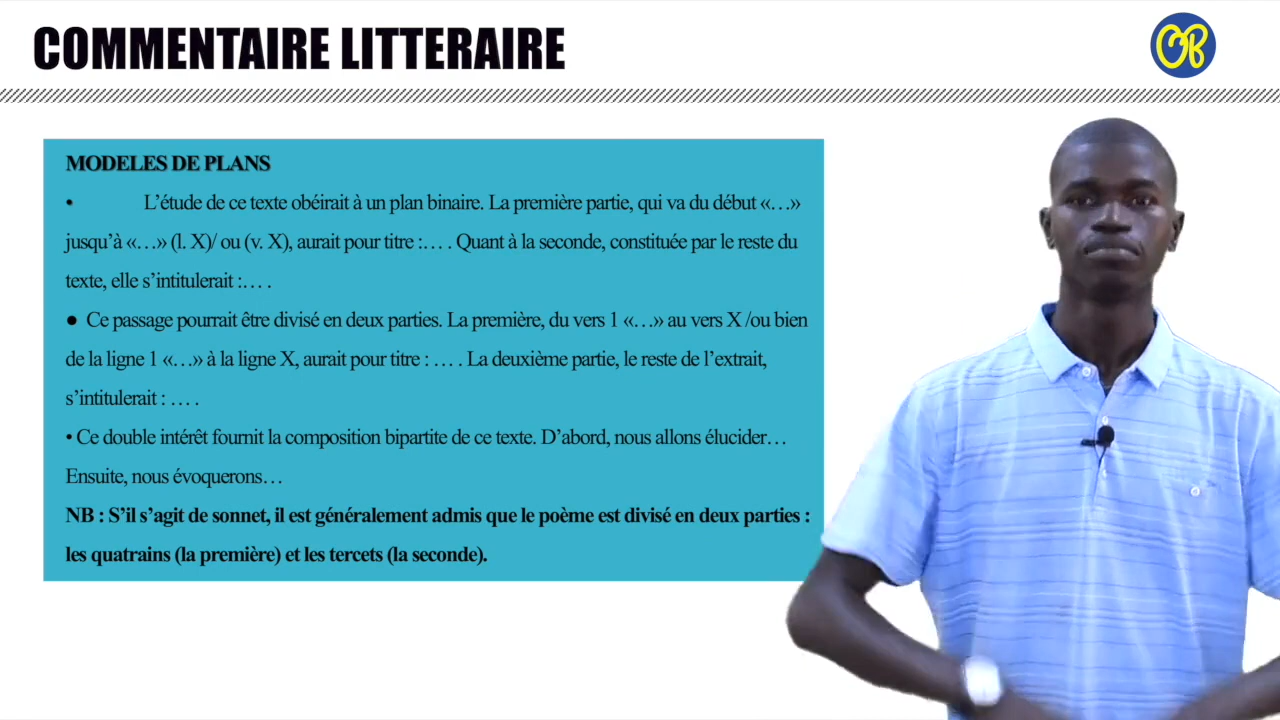 COMMENTAIRE LITTERAIRE
MODELES DE PLANS
• L’étude de ce texte obéirait à un plan binaire. La première partie, qui va du début «…»
jusqu’à «…» (l. X)/ ou (v. X), aurait pour titre :… . Quant à la seconde, constituée par le reste du
texte, elle s’intitulerait :… .
● Ce passage pourrait être divisé en deux parties. La première, du vers 1 «…» au vers X /ou bien
de la ligne 1 «…» à la ligne X, aurait pour titre : … . La deuxième partie, le reste de l’extrait,
s’intitulerait : … .
• Ce double intérêt fournit la composition bipartite de ce texte. D’abord, nous allons élucider…
Ensuite, nous évoquerons…
NB : S’il s’agit de sonnet, il est généralement admis que le poème est divisé en deux parties :
les quatrains (la première) et les tercets (la seconde).